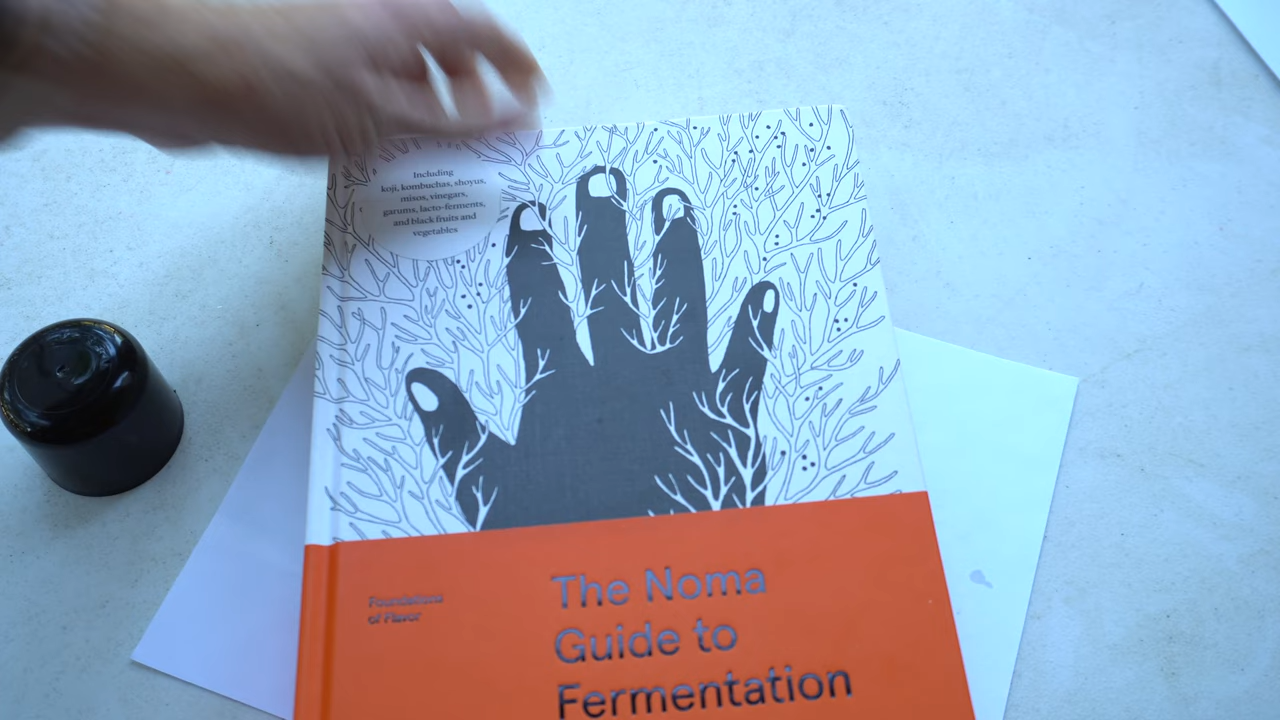 Including
koji, kombuchas, shoyus,
misos, vinegars,
garums, lacto-ferments,
and black fruits and
vegetables
Foundations
of Flavor
The Noma
Guide to
Fermentation